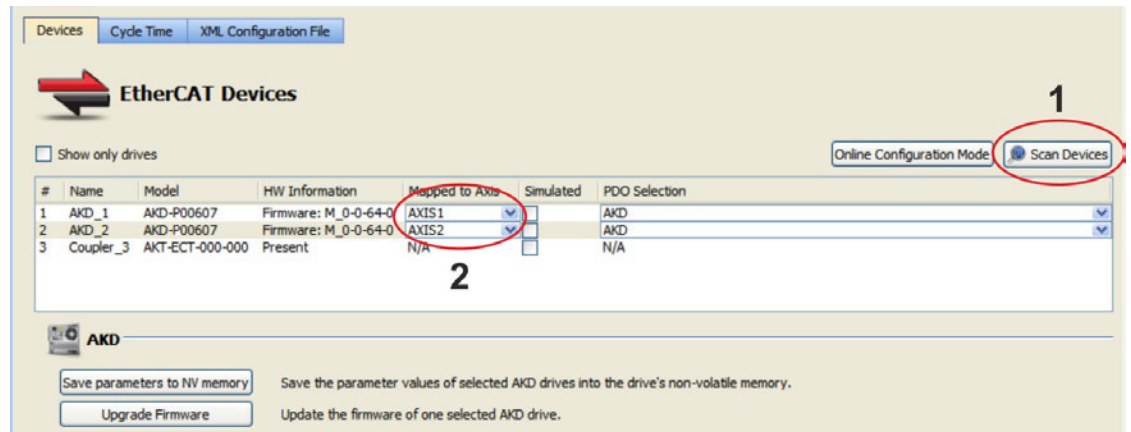 Devices Cycle Time XML Configuration File
EtherCAT Devices
1
Show only drives Online Configuration Mode Scan Devices
# Name Model HW Information Mapped to Axis Simulated PDO Selection
1 AKD_1 AKD-P00607 Firmware: M_0-0-64-0 AXIS1 AKD
2 AKD_2 AKD-P00607 Firmware: M_0-0-64-0 AXIS2 AKD
3 Coupler_3 AKT-ECT-000-000 Present N/A N/A
2
AKD
Save parameters to NV memory Save the parameter values of selected AKD drives into the drive's non-volatile memory.
Upgrade Firmware Update the firmware of one selected AKD drive.